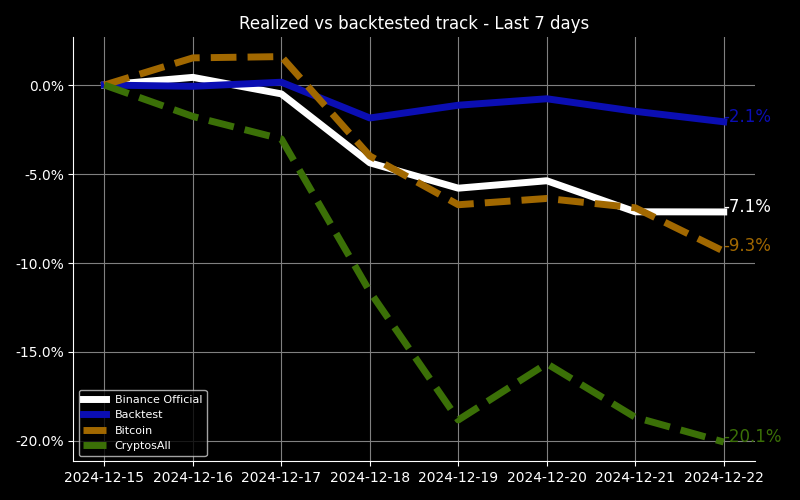 Realized vs backtested track - Last 7 days
0.0%
-5.0%
-10.0%
-15.0%
-20.0%
-2.1%
-7.1%
-9.3%
-20.1%
Binance Official
Backtest
Bitcoin
CryptosAll
2024-12-15 2024-12-16 2024-12-17 2024-12-18 2024-12-19 2024-12-20 2024-12-21 2024-12-22